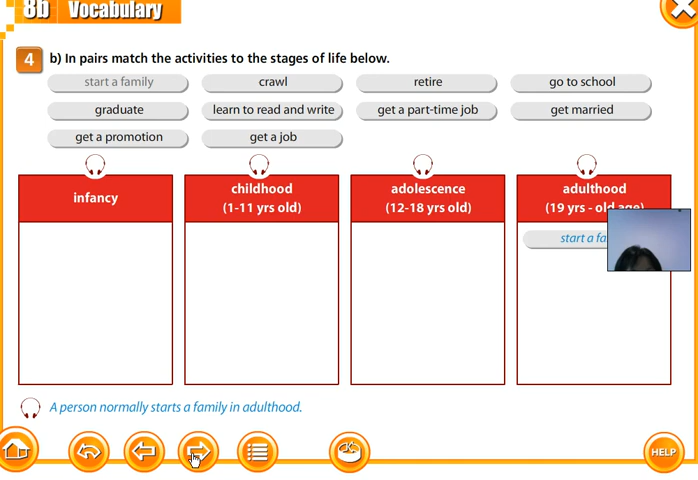 8b Vocabulary
4 b) In pairs match the activities to the stages of life below.
start a family crawl retire go to school
graduate learn to read and write get a part-time job get married
get a promotion get a job
infancy childhood adolescence adulthood
(1-11 yrs old) (12-18 yrs old) (19 yrs - old age)
start a fa
A person normally starts a family in adulthood.
HELP